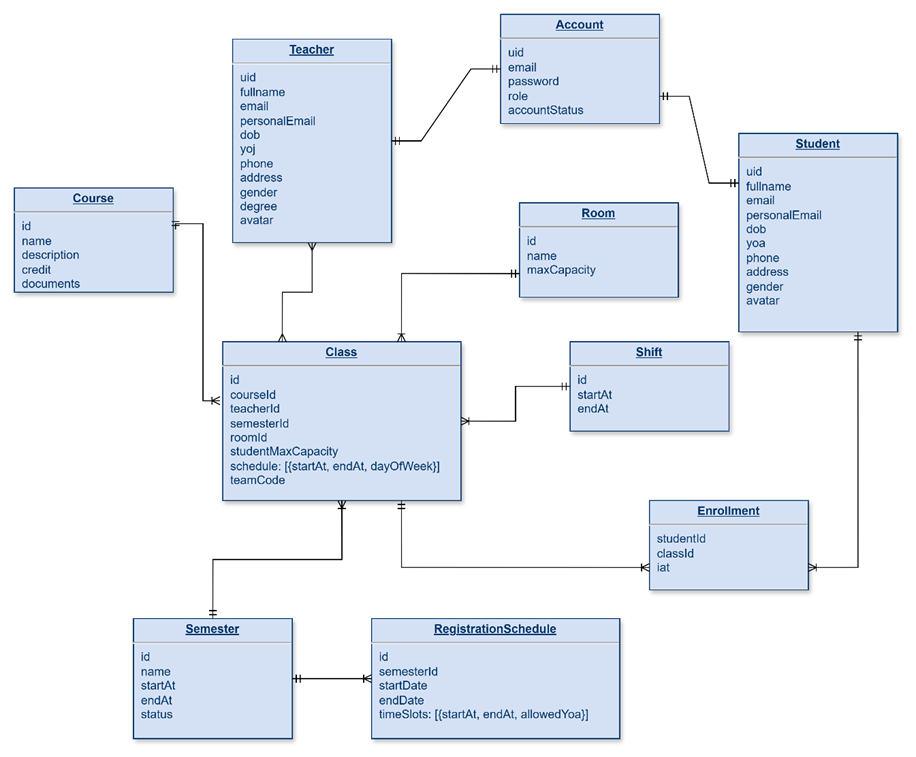 Account
uid
email
password
role
accountStatus
Teacher
uid
fullname
email
personalEmail
dob
yoj
phone
address
gender
degree
avatar
Student
uid
fullname
email
personalEmail
dob
yoa
phone
address
gender
avatar
Course
id
name
description
credit
documents
Room
id
name
maxCapacity
Class
id
courseId
teacherId
semesterId
roomId
studentMaxCapacity
schedule: [{startAt, endAt, dayOfWeek}]
teamCode
Shift
id
startAt
endAt
Enrollment
studentId
classId
iat
Semester
id
name
startAt
endAt
status
RegistrationSchedule
id
semesterId
startDate
endDate
timeSlots: [{startAt, endAt, allowedYoa}]